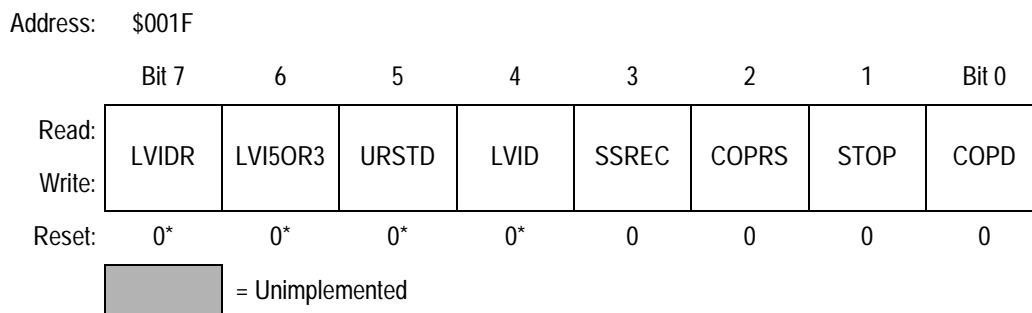 Address: $001F
Bit 7 6 5 4 3 2 1 Bit 0
Read:
LVIDR LVI5OR3 URSTD LVID SSREC COPRS STOP COPD
Write:
Reset: 0* 0* 0* 0* 0 0 0 0
= Unimplemented